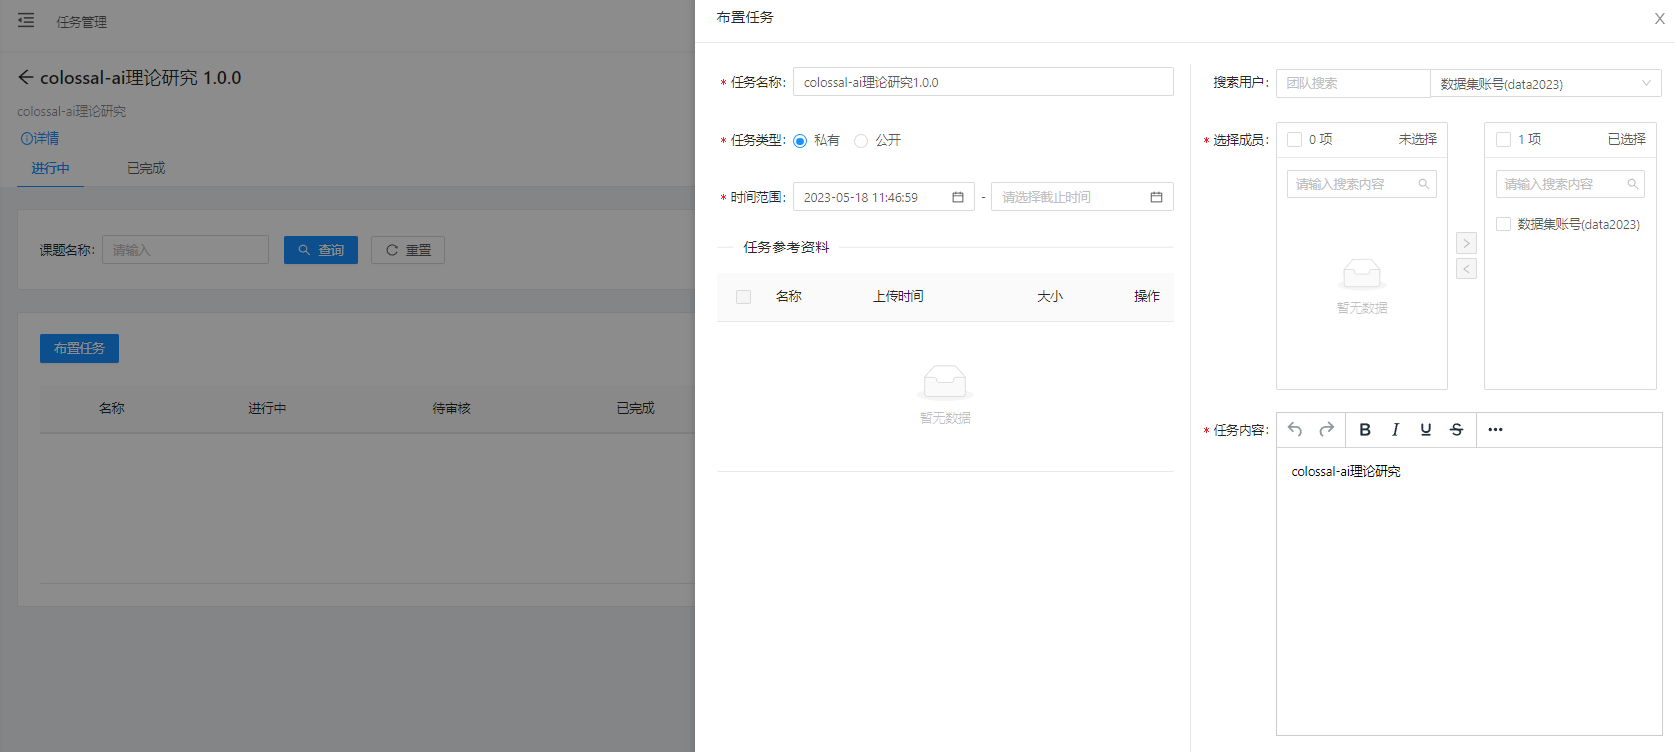 任务管理
colossal-ai理论研究 1.0.0
colossal-ai理论研究
详情
进行中 已完成
课题名称: 请输入 查询 重置
布置任务
名称 进行中 待审核 已完成
布置任务 X
* 任务名称: colossal-ai理论研究1.0.0
* 任务类型: 私有 公开
* 时间范围: 2023-05-18 11:46:59 - 请选择截止时间
任务参考资料
名称 上传时间 大小 操作
暂无数据
搜索用户: 团队搜索 数据集账号(data2023)
* 选择成员: 0 项 未选择
请输入搜索内容
暂无数据
> 
<
1 项 已选择
请输入搜索内容
数据集账号(data2023)
* 任务内容: B I U S ...
colossal-ai理论研究